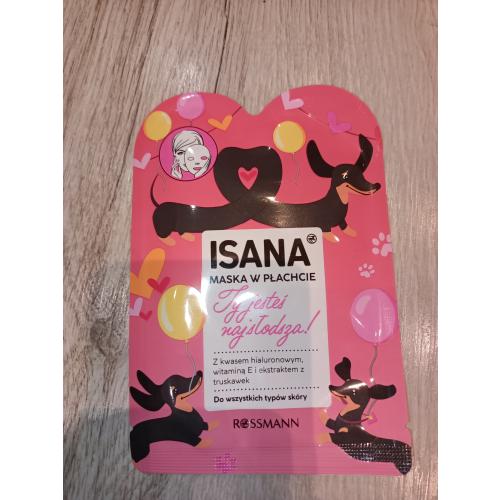 ISANA
MASKA W PŁACHCIE
Ty jesteś
najsłodsza!
Z kwasem hialuronowym,
witaminą E i ekstraktem z
truskawek
Do wszystkich typów skóry
ROSSMANN